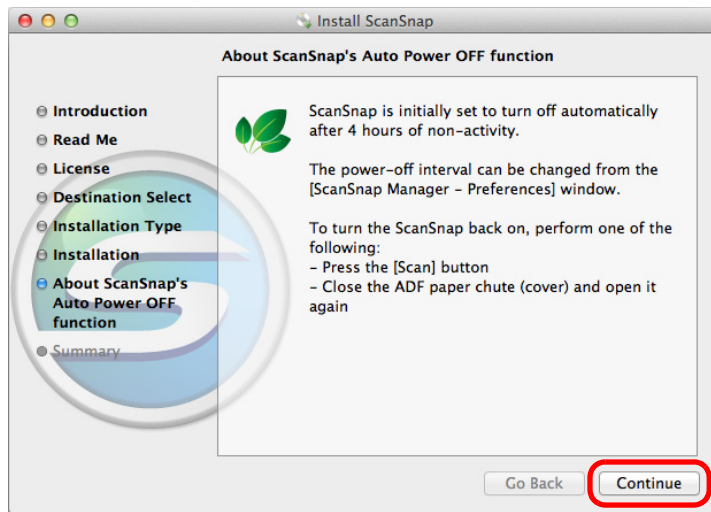 Install ScanSnap
About ScanSnap's Auto Power OFF function
Introduction
Read Me
License
Destination Select
Installation Type
Installation
About ScanSnap's
Auto Power OFF
function
Summary
ScanSnap is initially set to turn off automatically
after 4 hours of non-activity.
The power-off interval can be changed from the
[ScanSnap Manager – Preferences] window.
To turn the ScanSnap back on, perform one of the
following:
– Press the [Scan] button
– Close the ADF paper chute (cover) and open it
again
Go Back
Continue